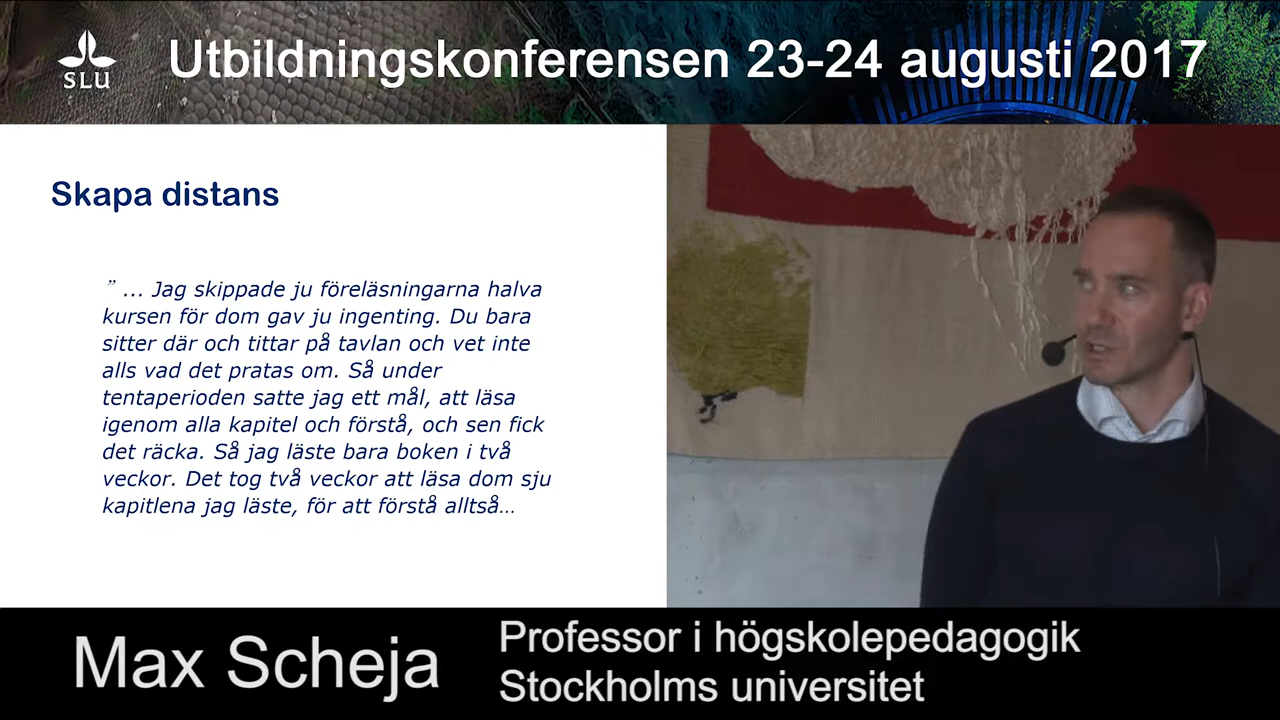 SLU
Utbildningskonferensen 23-24 augusti 2017
Skapa distans
” ... Jag skippade ju föreläsningarna halva
kursen för dom gav ju ingenting. Du bara
sitter där och tittar på tavlan och vet inte
alls vad det pratas om. Så under
tentaperioden satte jag ett mål, att läsa
igenom alla kapitel och förstå, och sen fick
det räcka. Så jag läste bara boken i två
veckor. Det tog två veckor att läsa dom sju
kapitlena jag läste, för att förstå alltså…
Max Scheja
Professor i högskolepedagogik
Stockholms universitet